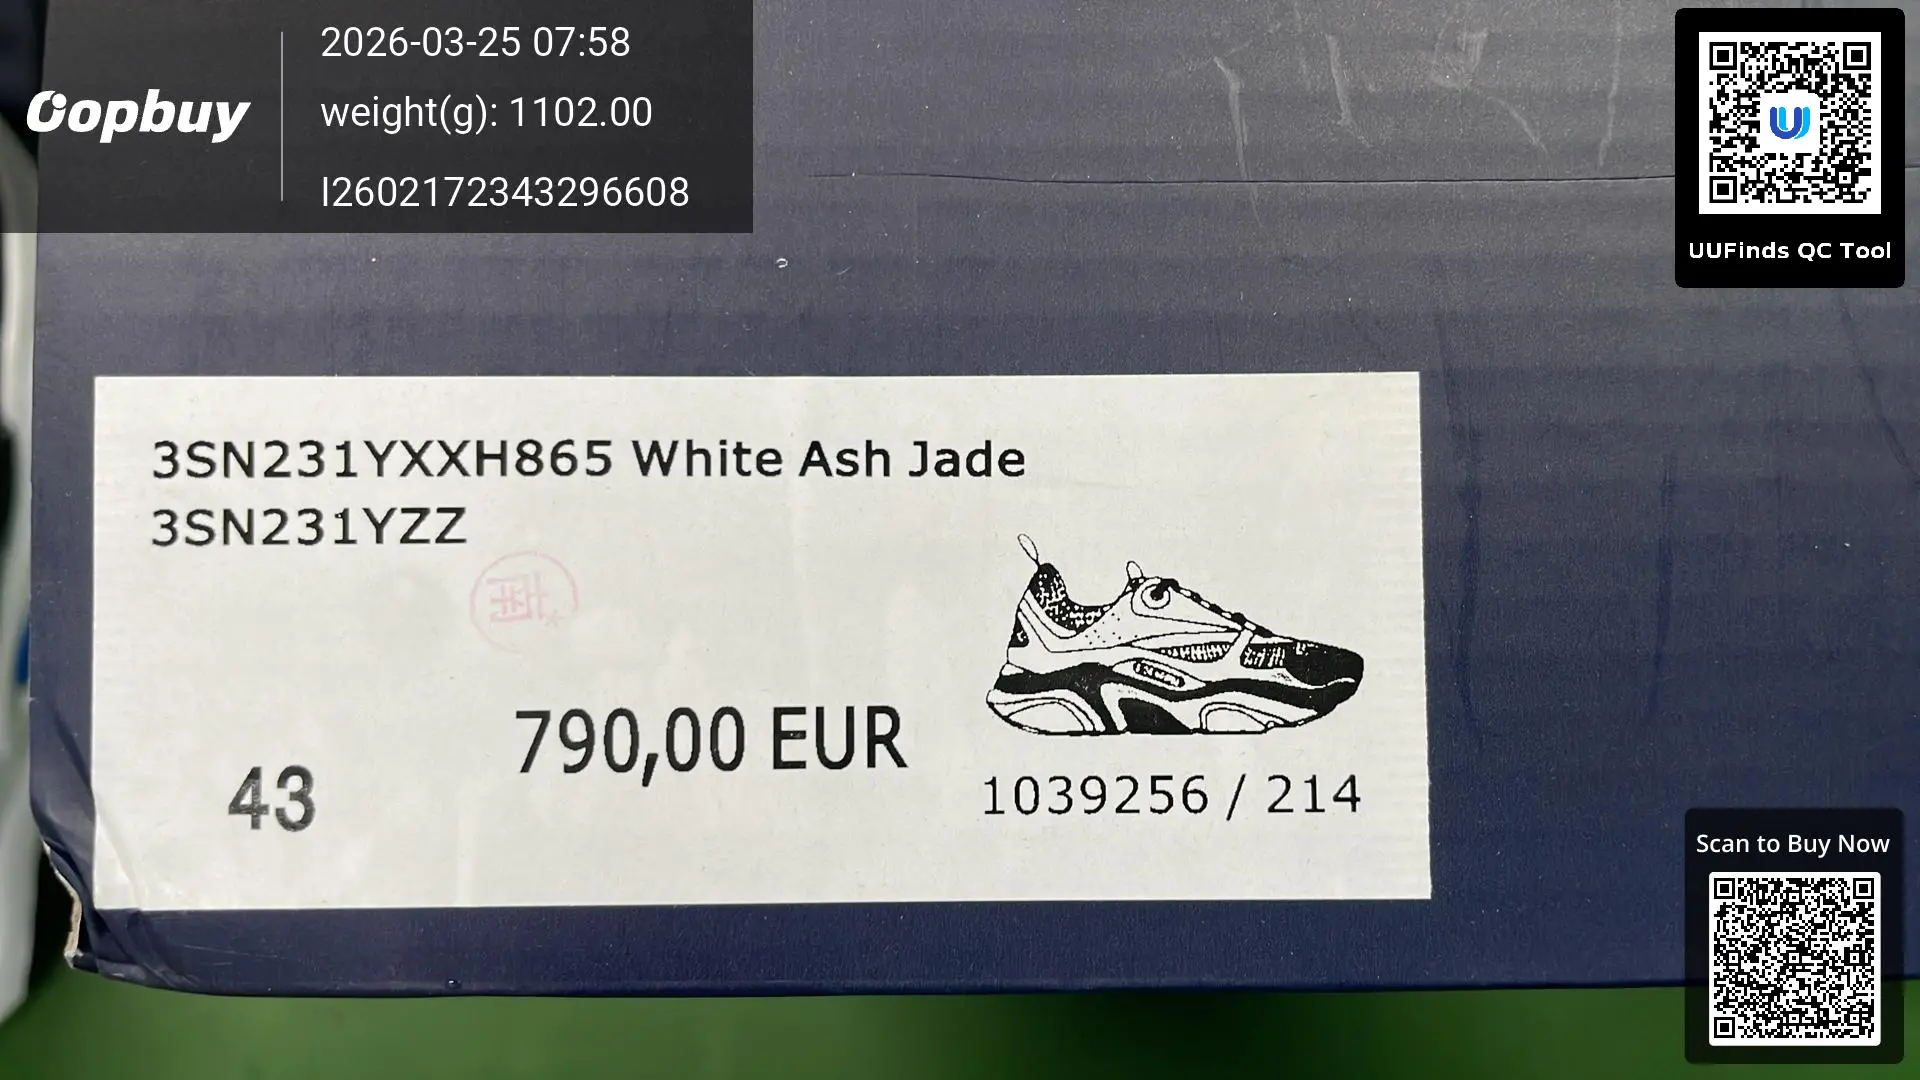 Oopbuy
2026-03-25 07:58
weight(g): 1102.00
I2602172343296608
UUFinds QC Tool
3SN231YXXH865 White Ash Jade
3SN231YZZ
南
790,00 EUR
43
1039256 / 214
Scan to Buy Now